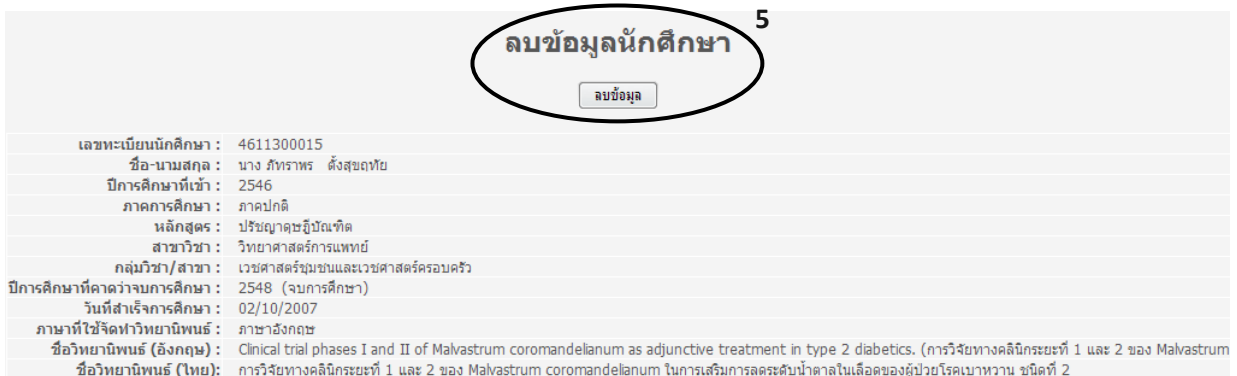 5
ลบข้อมูลนักศึกษา
ลบข้อมูล
เลขทะเบียนนักศึกษา : 4611300015
ชื่อ-นามสกุล : นาง ภัทราพร ตั้งสุขฤทัย
ปีการศึกษาที่เข้า : 2546
ภาคการศึกษา : ภาคปกติ
หลักสูตร : ปรัชญาดุษฎีบัณฑิต
สาขาวิชา : วิทยาศาสตร์การแพทย์
กลุ่มวิชา/สาขา : เวชศาสตร์ชุมชนและเวชศาสตร์ครอบครัว
ปีการศึกษาที่คาดว่าจบการศึกษา : 2548 (จบการศึกษา)
วันที่สำเร็จการศึกษา : 02/10/2007
ภาษาที่ใช้จัดทำวิทยานิพนธ์ : ภาษาอังกฤษ
ชื่อวิทยานิพนธ์ (อังกฤษ) : Clinical trial phases I and II of Malvastrum coromandelianum as adjunctive treatment in type 2 diabetics. (การวิจัยทางคลินิกระยะที่ 1 และ 2 ของ Malvastrum
ชื่อวิทยานิพนธ์ (ไทย): การวิจัยทางคลินิกระยะที่ 1 และ 2 ของ Malvastrum coromandelianum ในการเสริมการลดระดับน้ำตาลในเลือดของผู้ป่วยโรคเบาหวาน ชนิดที่ 2